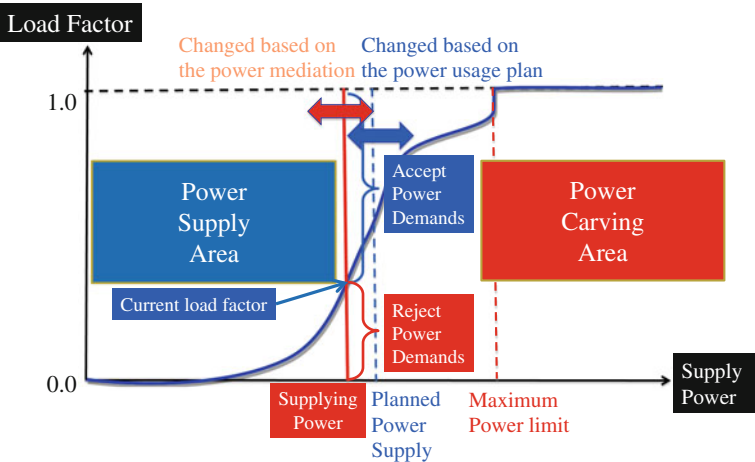 Load Factor
Changed based on
the power mediation
Changed based on
the power usage plan
1.0
Power
Supply
Area
Accept
Power
Demands
Power
Carving
Area
Current load factor
Reject
Power
Demands
0.0
Supply
Power
Supplying
Power
Planned
Power
Supply
Maximum
Power limit